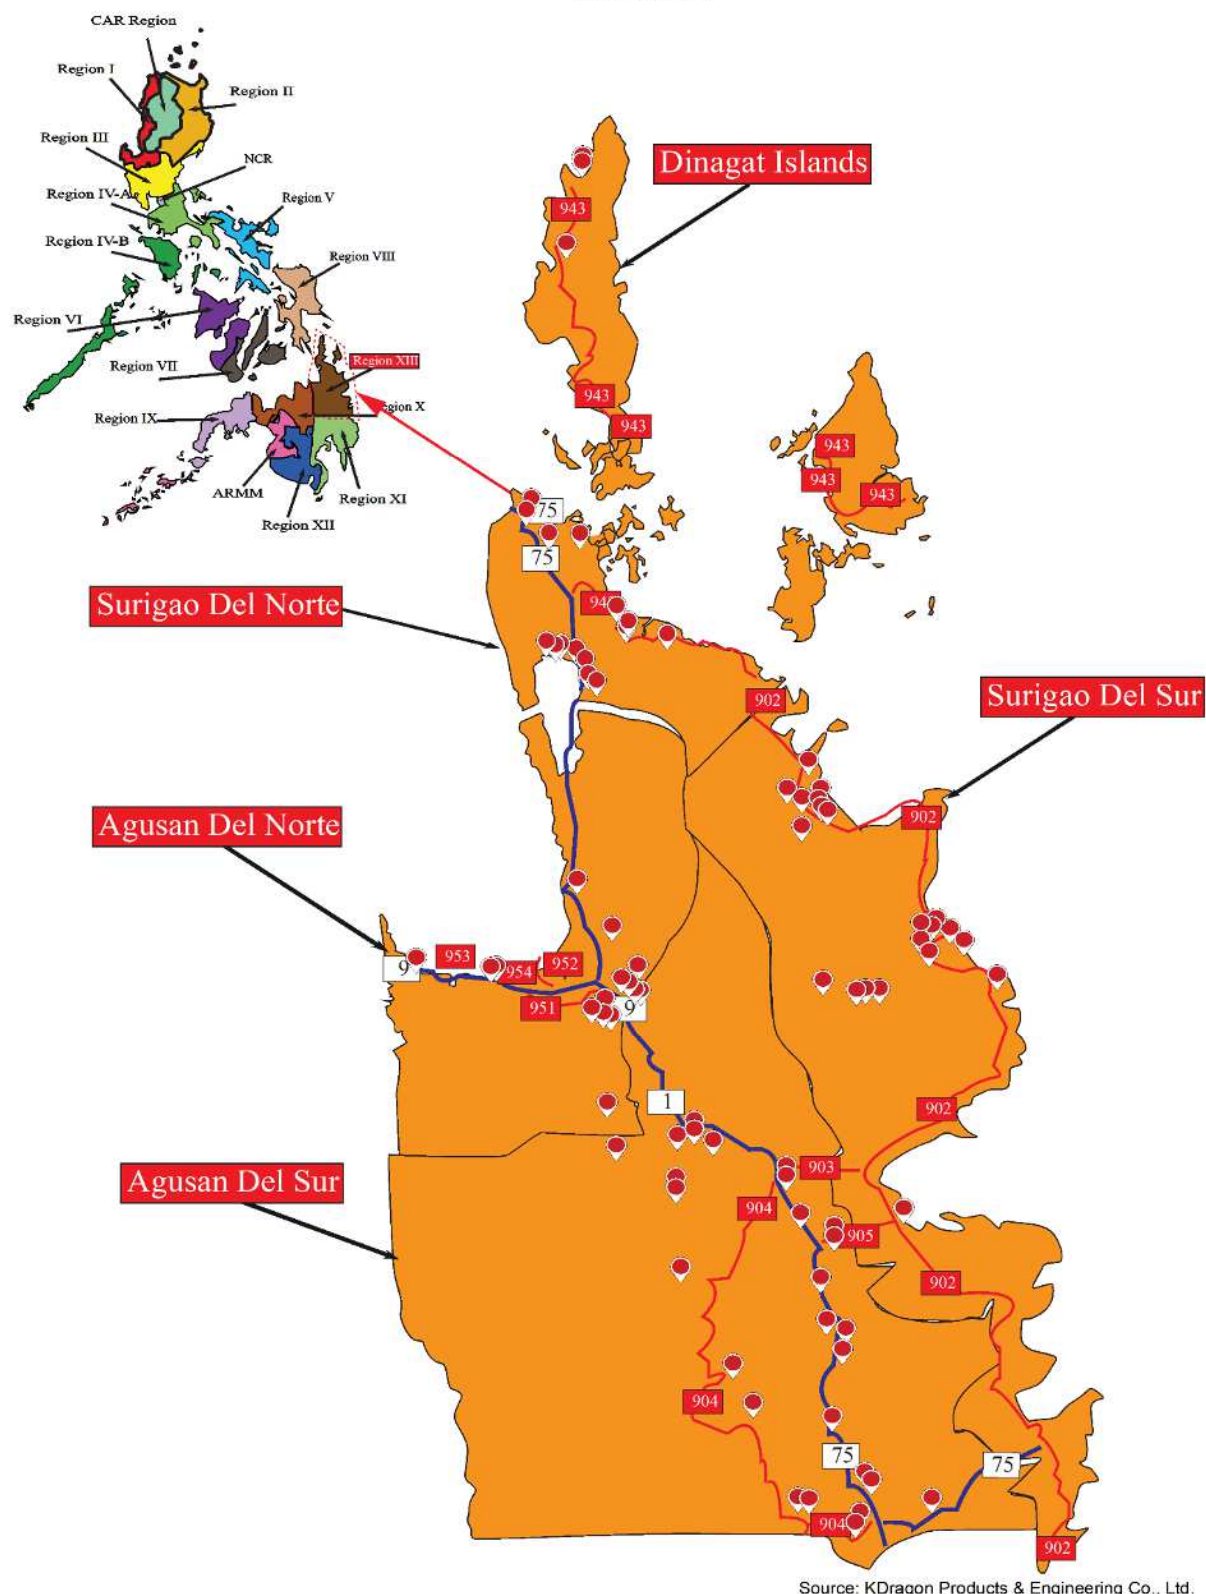 CAR Region
Region I
Region II
Region III
NCR
Region IV-A
Region V
Region IV-B
Region VIII
Region VI
Region VII
Region XIII
Region IX
gion X
ARMM
Region XI
Region XII
Dinagat Islands
943
943
943
943
943
943
75
75
Surigao Del Norte
902
Surigao Del Sur
Agusan Del Norte
902
9
953
954
952
951
9
1
902
903
Agusan Del Sur
904
905
902
904
75
75
904
902
Source: KDragon Products & Engineering Co., Ltd.